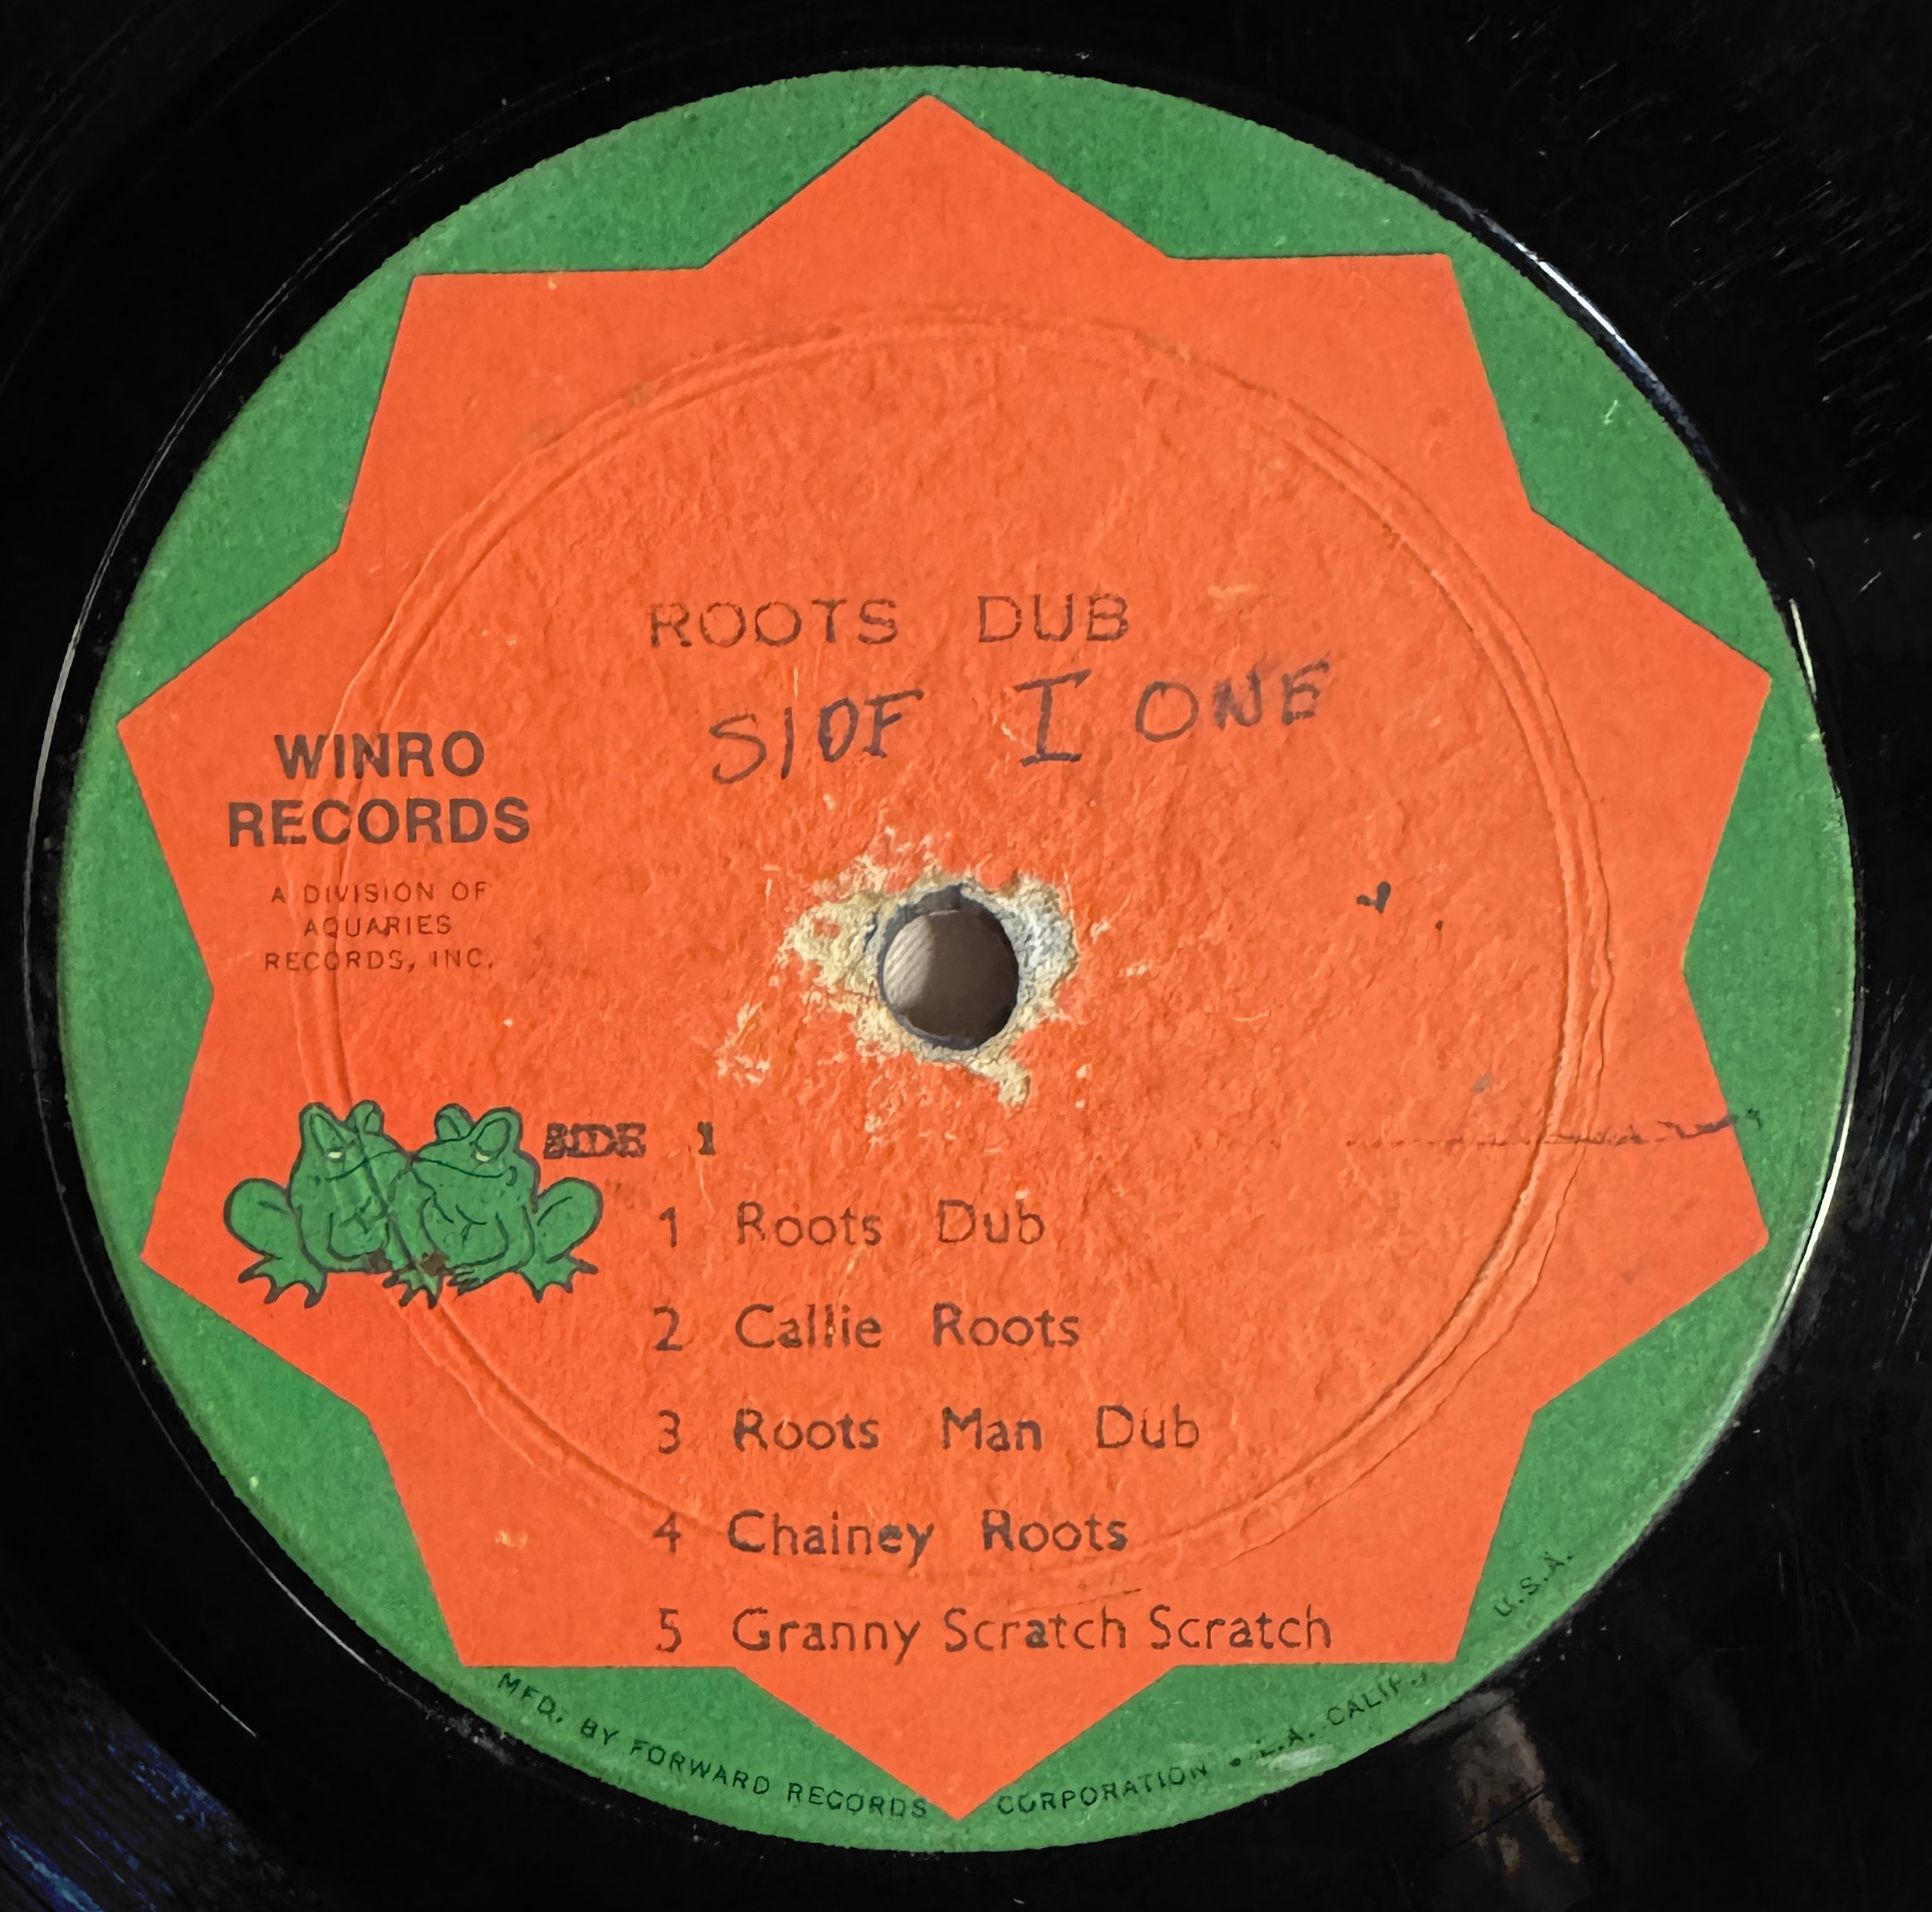 ROOTS DUB
SIDE I ONE
WINRO
RECORDS
A DIVISION OF
AQUARIES
RECORDS, INC.
SIDE 1
1 Roots Dub
2 Callie Roots
3 Roots Man Dub
4 Chainey Roots
5 Granny Scratch Scratch
MFD. BY FORWARD RECORDS CORPORATION • L.A. CALIF., U.S.A.